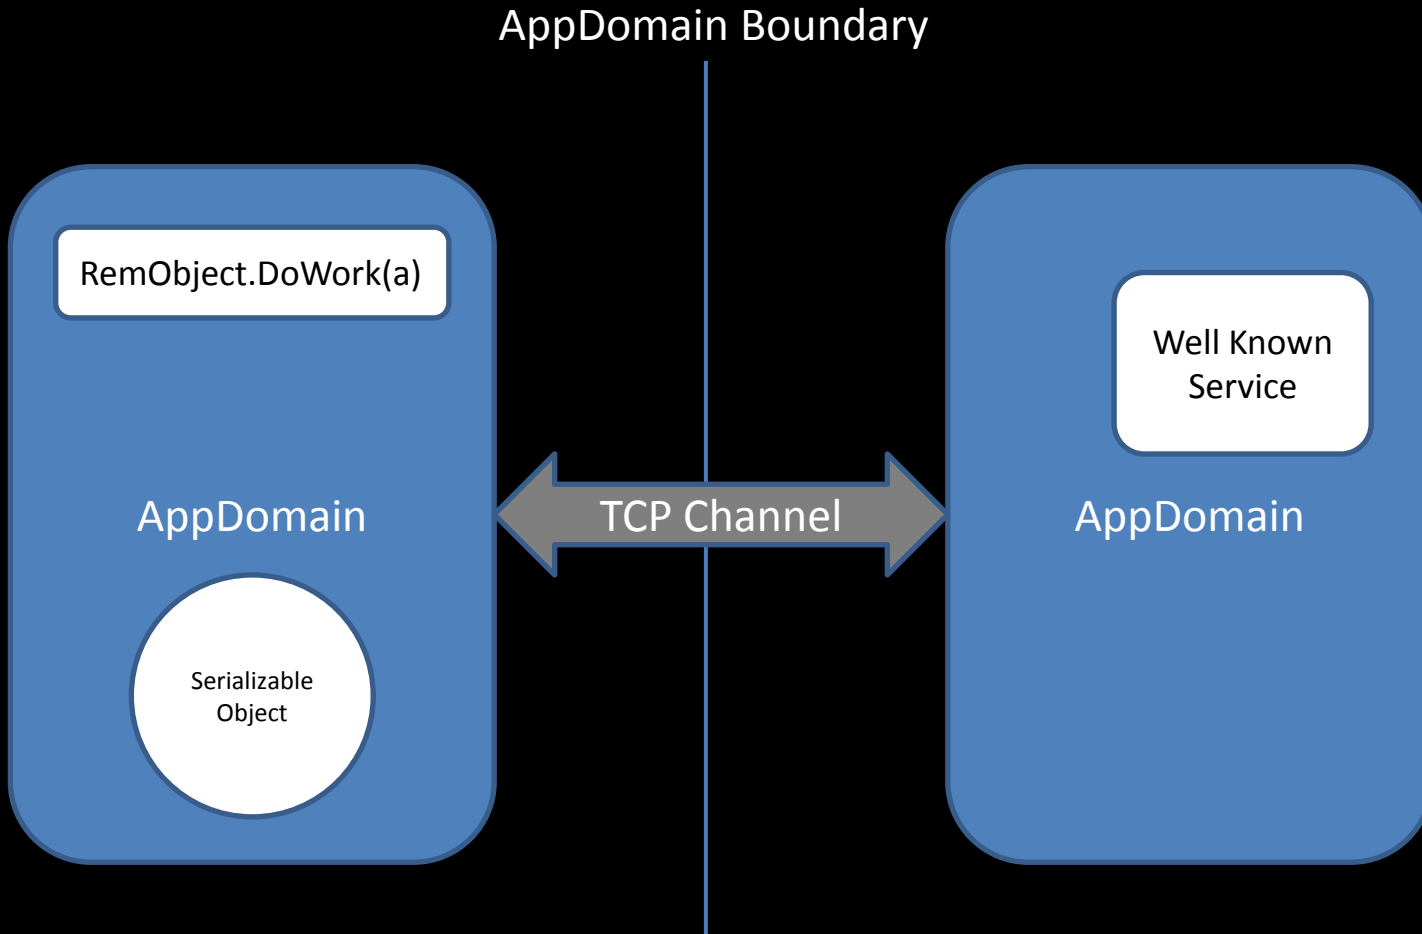 AppDomain Boundary
RemObject.DoWork(a)
Well Known
Service
AppDomain
TCP Channel
AppDomain
Serializable
Object